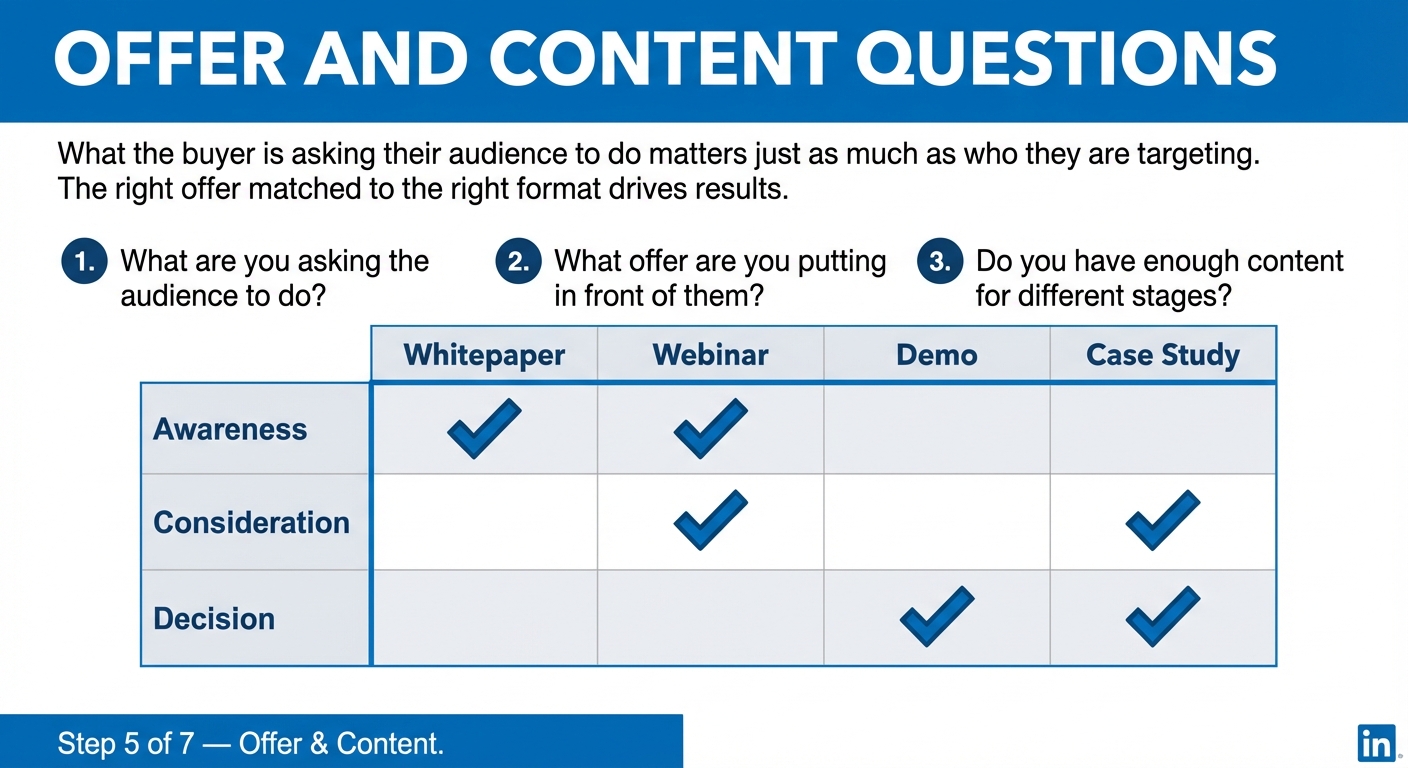 OFFER AND CONTENT QUESTIONS
What the buyer is asking their audience to do matters just as much as who they are targeting.
The right offer matched to the right format drives results.
1. What are you asking the
audience to do?
2. What offer are you putting
in front of them?
3. Do you have enough content
for different stages?
Whitepaper Webinar Demo Case Study
Awareness
Consideration
Decision
Step 5 of 7 — Offer & Content.
in